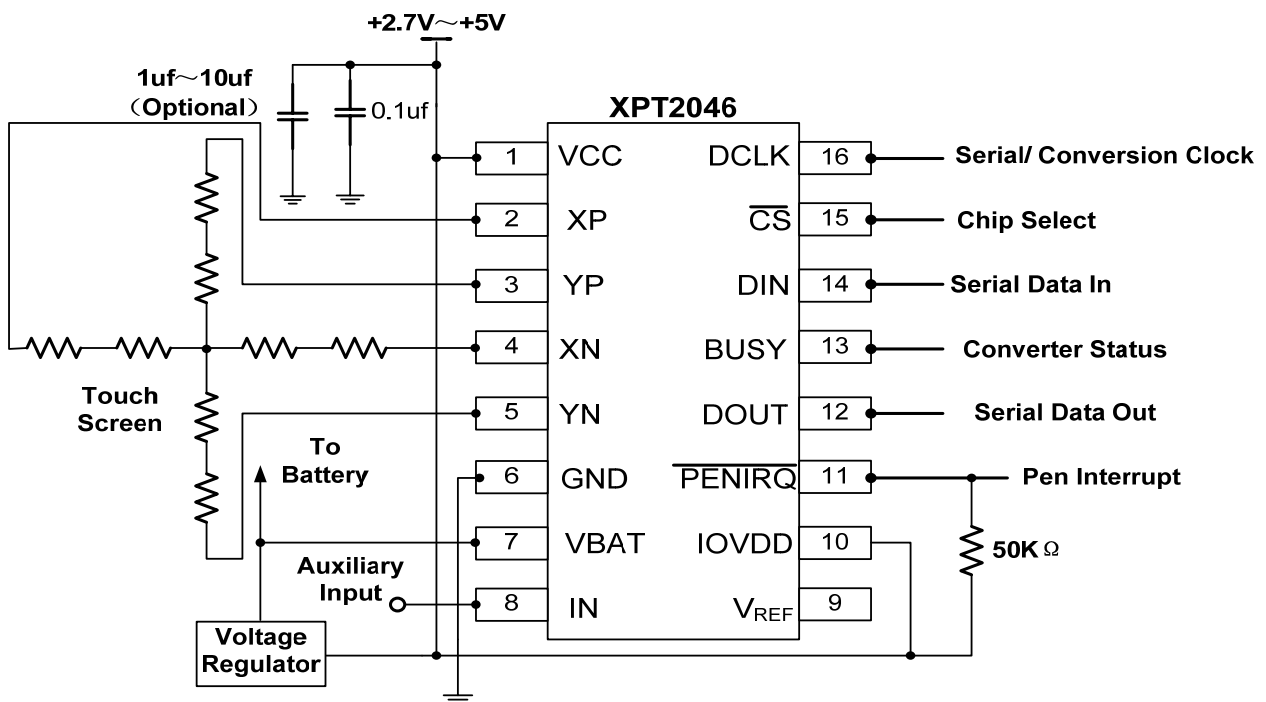 +2.7V～+5V
1uf～10uf
（Optional）
0.1uf
XPT2046
1 VCC DCLK 16 Serial/ Conversion Clock
2 XP CS 15 Chip Select
3 YP DIN 14 Serial Data In
4 XN BUSY 13 Converter Status
Touch
Screen
5 YN DOUT 12 Serial Data Out
To
Battery
6 GND PENIRQ 11 Pen Interrupt
7 VBAT IOVDD 10
50KΩ
Auxiliary
Input
8 IN VREF 9
Voltage
Regulator